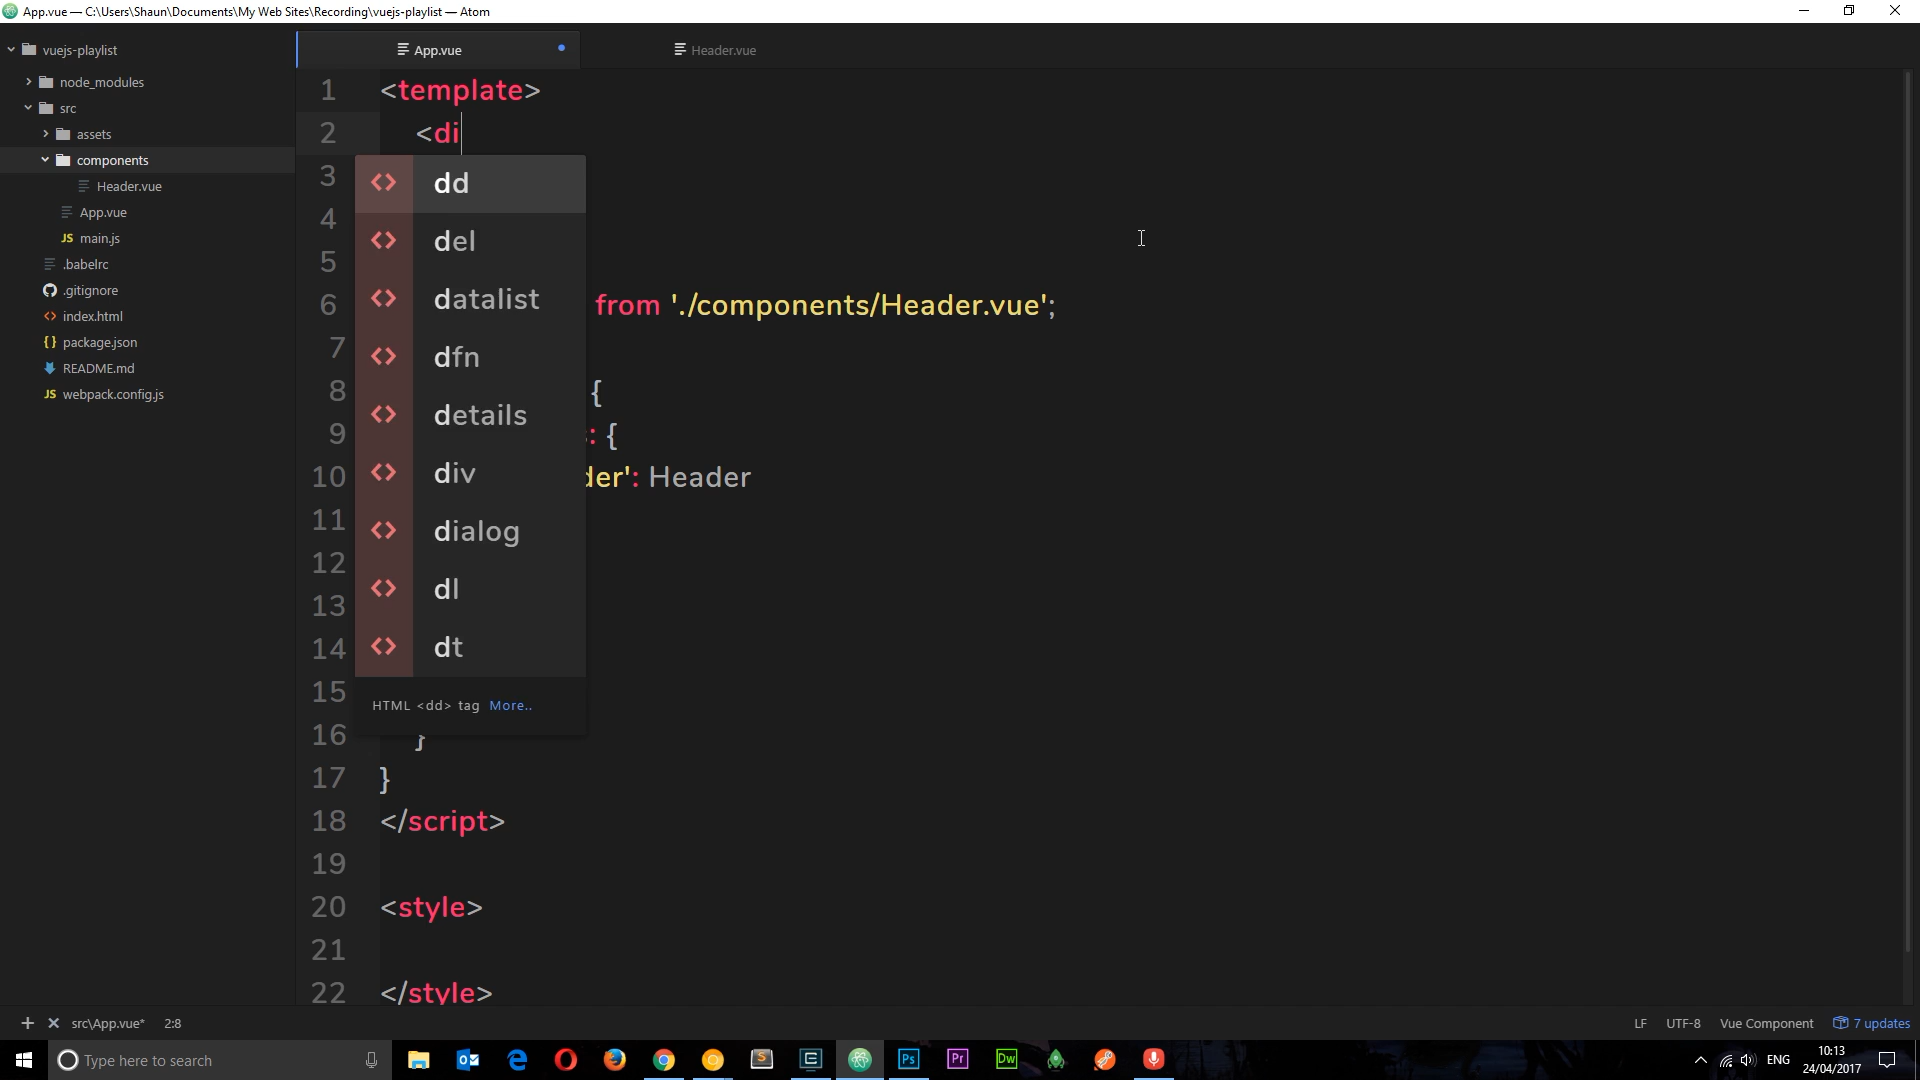 App.vue — C:\Users\Shaun\Documents\My Web Sites\Recording\vuejs-playlist — Atom
vuejs-playlist
node_modules
src
assets
components
Header.vue
App.vue
main.js
.babelrc
.gitignore
index.html
package.json
README.md
webpack.config.js
App.vue
Header.vue
1 <template>
2 <di
3
4
5
6 from './components/Header.vue';
7
8 {
9 : {
10 der': Header
11
12
13
14
15
16 }
17 }
18 </script>
19
20 <style>
21
22 </style>
dd
del
datalist
dfn
details
div
dialog
dl
dt
HTML <dd> tag More..
src\App.vue* 2:8
LF UTF-8 Vue Component 7 updates
Type here to search
ENG
10:13
24/04/2017